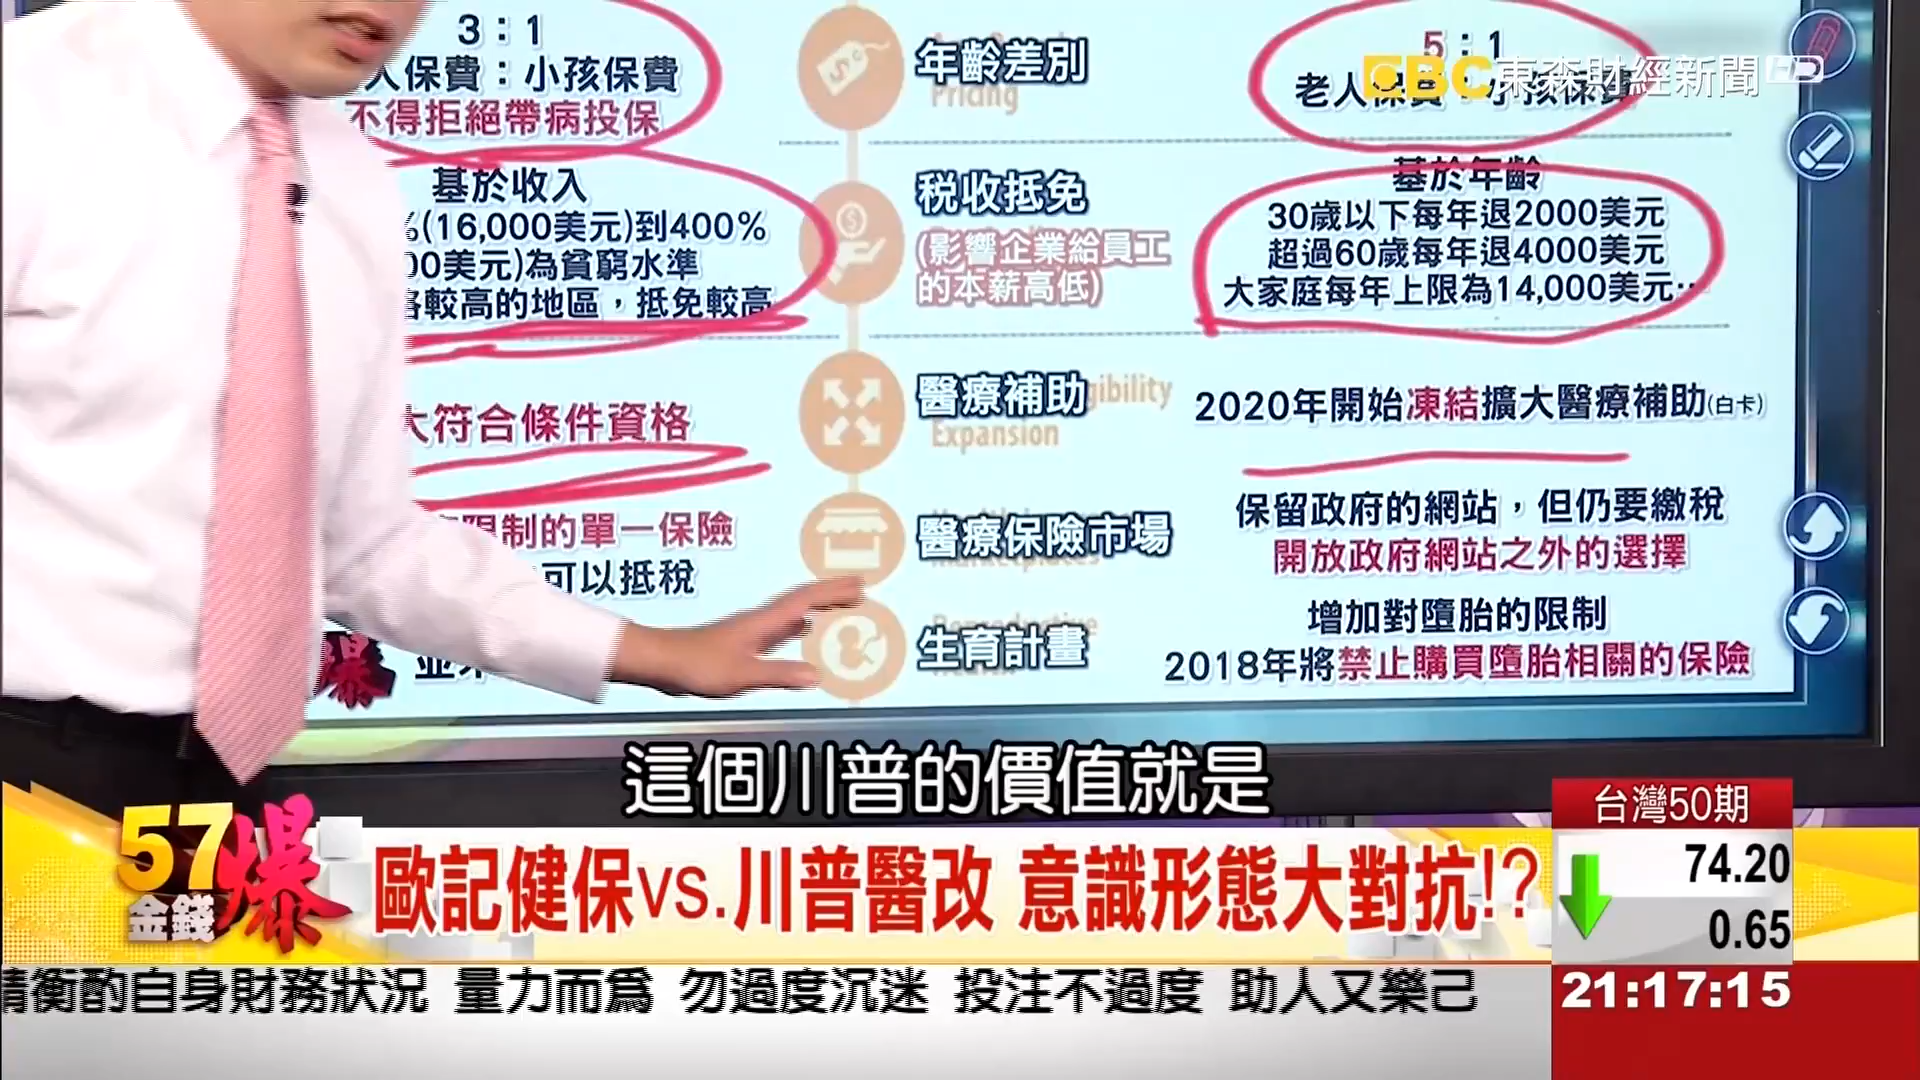 3：1
人保費：小孩保費
不得拒絕帶病投保
基於收入
%(16,000美元)到400%
00美元)為貧窮水準
較高的地區，抵免較高
大符合條件資格
限制的單一保險
可以抵稅
年齡差別
Pricing
稅收抵免
(影響企業給員工
的本薪高低)
醫療補助
gibility
Expansion
醫療保險市場
生育計畫
5：1
老人保費：小孩保費
EBC東森財經新聞HD
基於年齡
30歲以下每年退2000美元
超過60歲每年退4000美元
大家庭每年上限為14,000美元…
2020年開始凍結擴大醫療補助(白卡)
保留政府的網站，但仍要繳稅
開放政府網站之外的選擇
增加對墮胎的限制
2018年將禁止購買墮胎相關的保險
爆
這個川普的價值就是
57
金錢
爆
歐記健保vs.川普醫改 意識形態大對抗!?
台灣50期
74.20
0.65
請衡酌自身財務狀況 量力而為 勿過度沉迷 投注不過度 助人又樂己
21:17:15